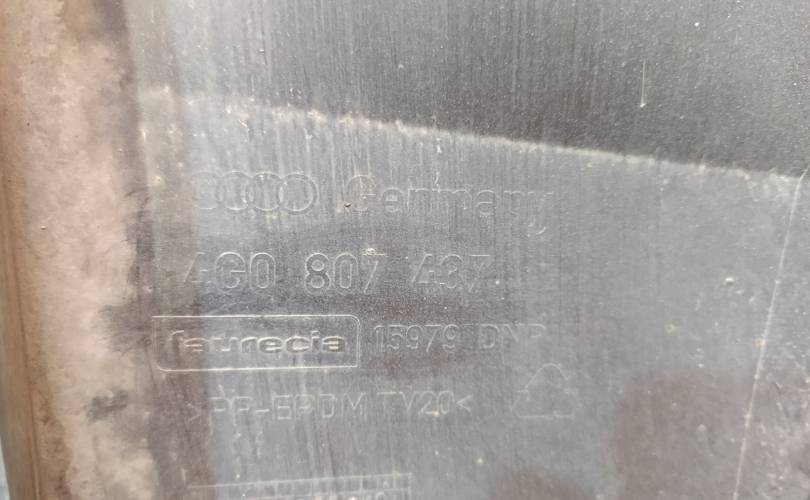 Germany
4G0 807 437
faurecia 15979 DNP
>PP-EPDM TV20<